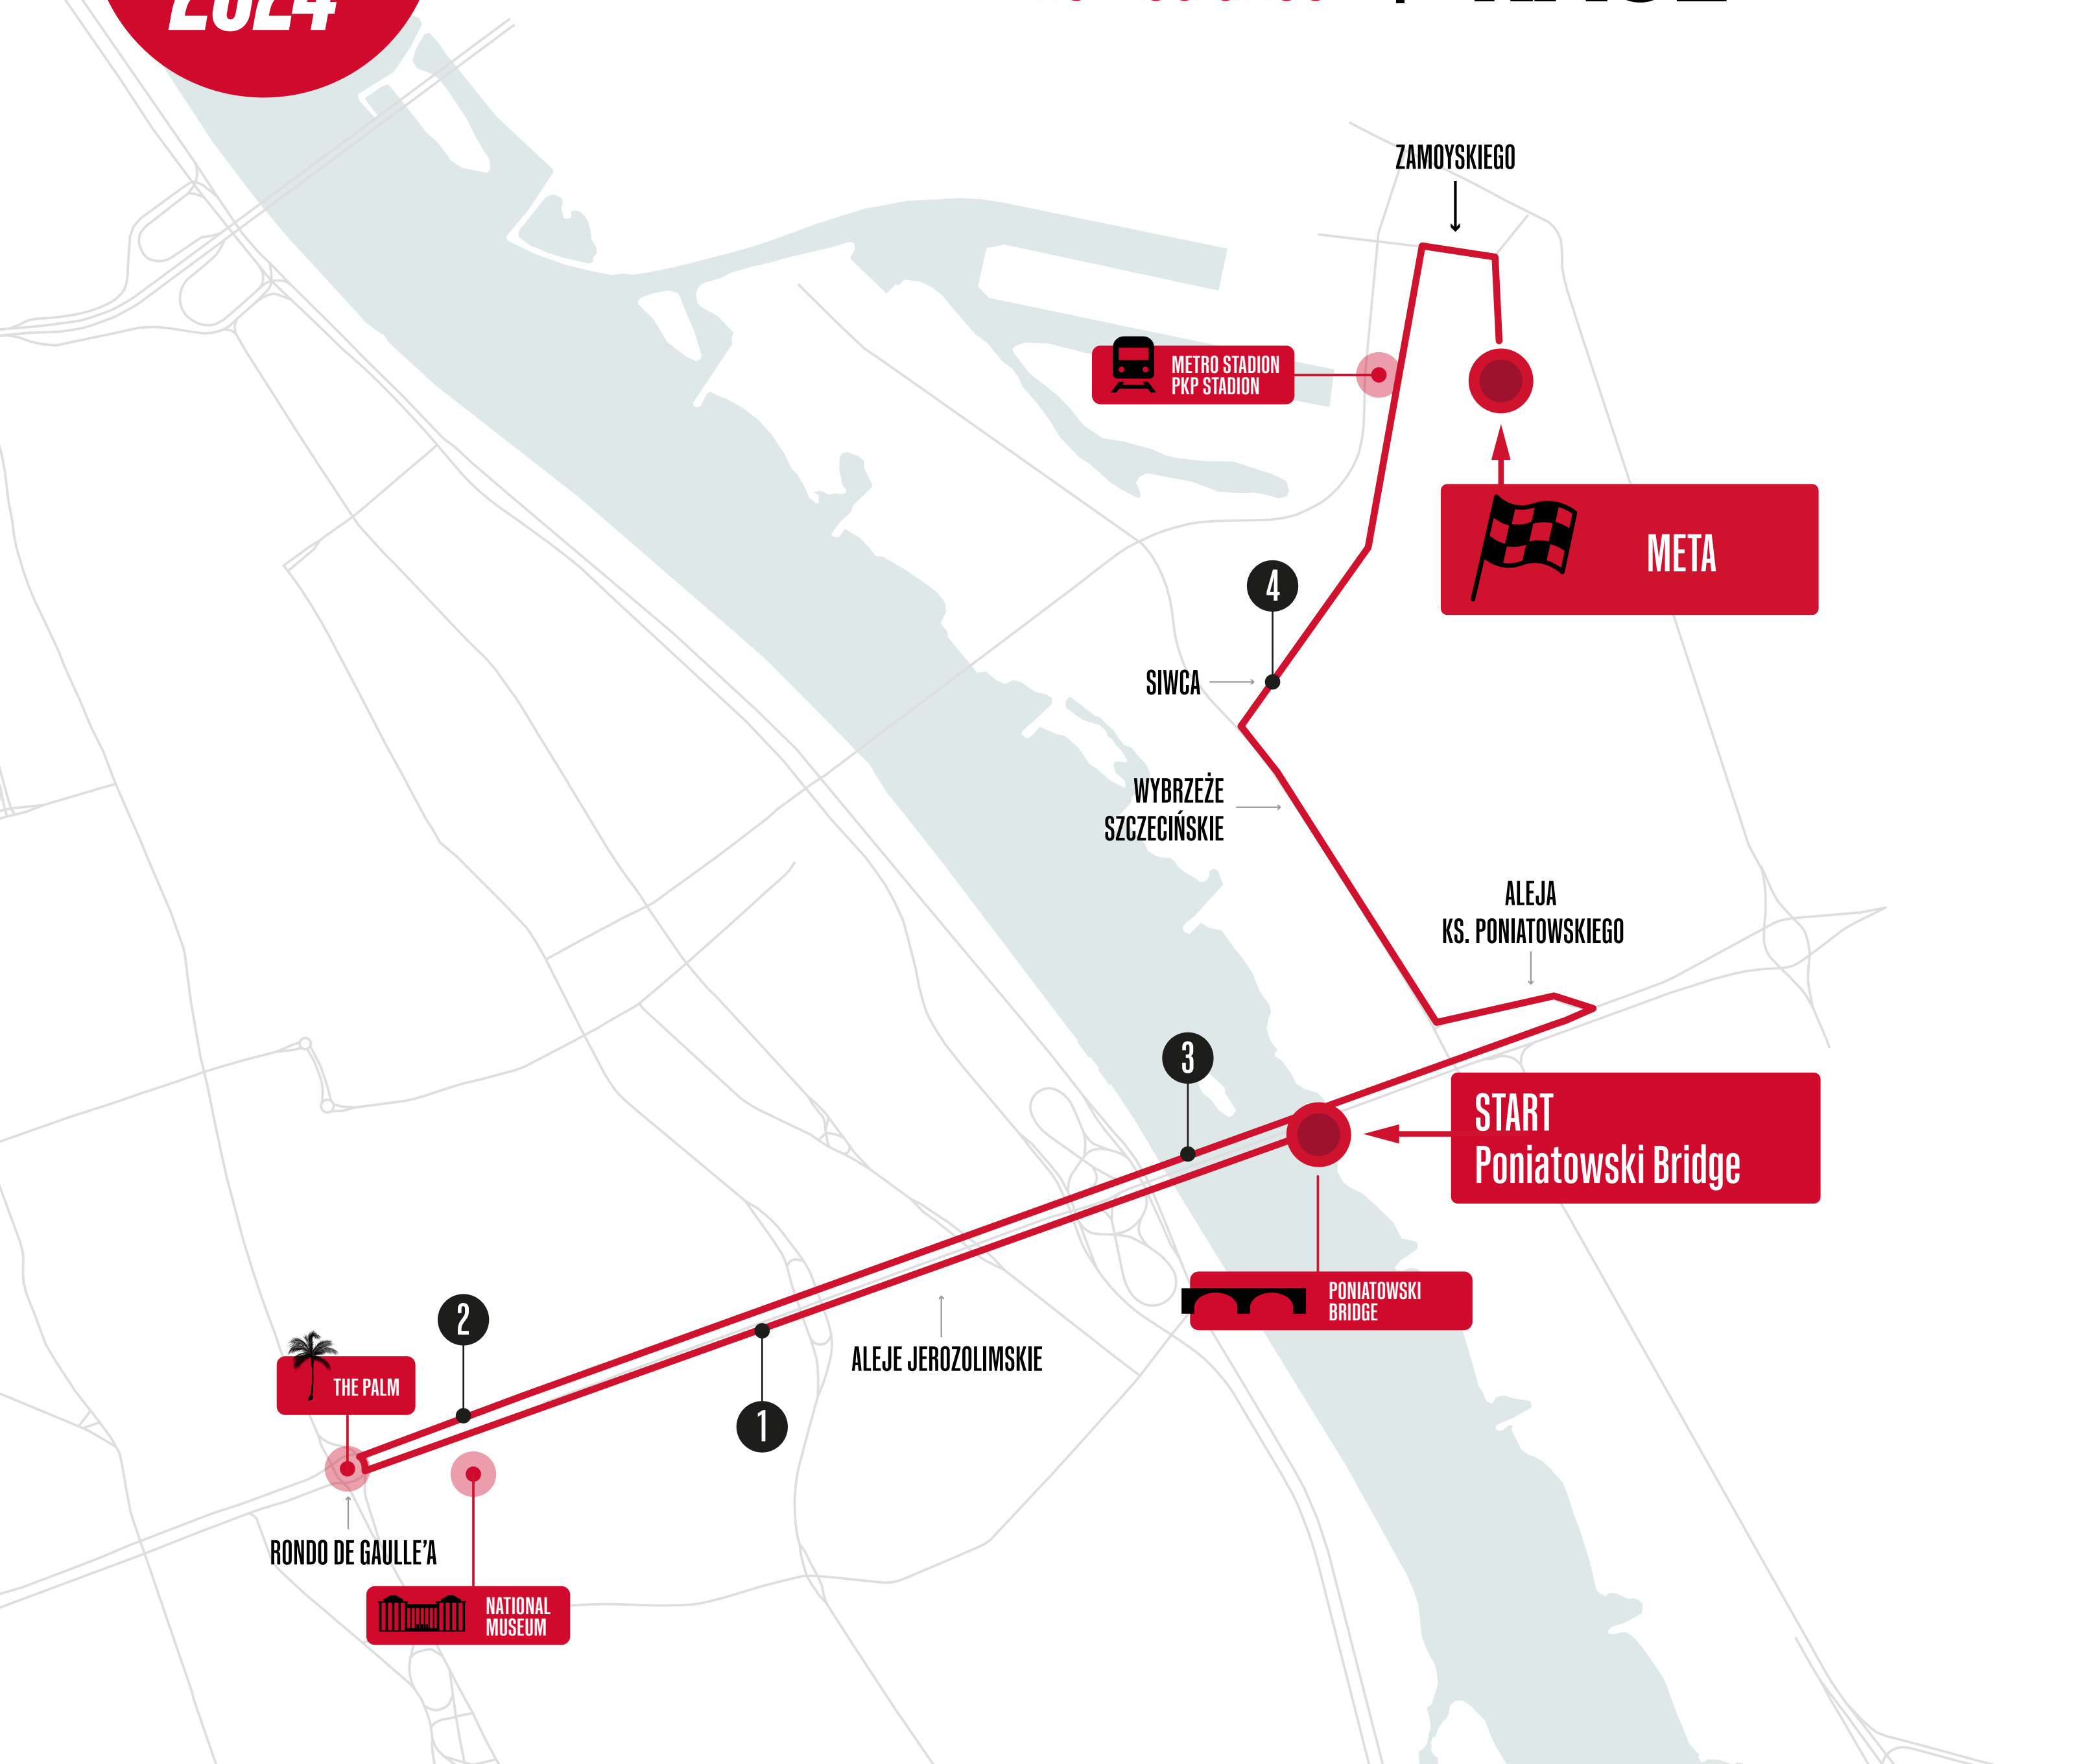 2024
ZAMOYSKIEGO
METRO STADION
PKP STADION
META
4
SIWCA
WYBRZEŻE
SZCZECIŃSKIE
ALEJA
KS. PONIATOWSKIEGO
3
START
Poniatowski Bridge
PONIATOWSKI
BRIDGE
2
ALEJE JEROZOLIMSKIE
THE PALM
1
RONDO DE GAULLE'A
NATIONAL
MUSEUM